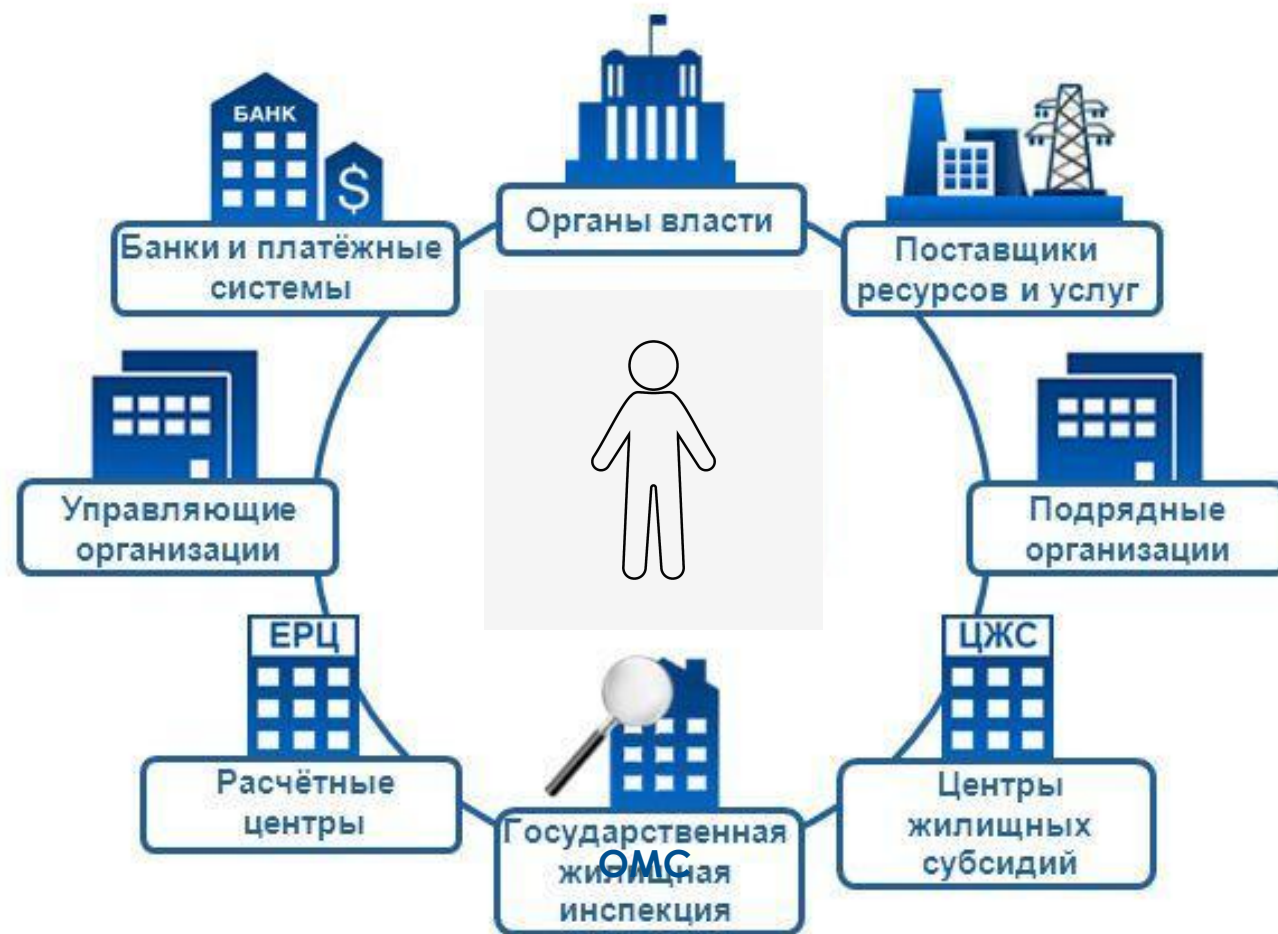 БАНК
$
Органы власти
Банки и платёжные
системы
Поставщики
ресурсов и услуг
Управляющие
организации
Подрядные
организации
ЕРЦ
ЦЖС
Расчётные
центры
Государственная
жилищная
инспекция
ОМС
Центры
жилищных
субсидий